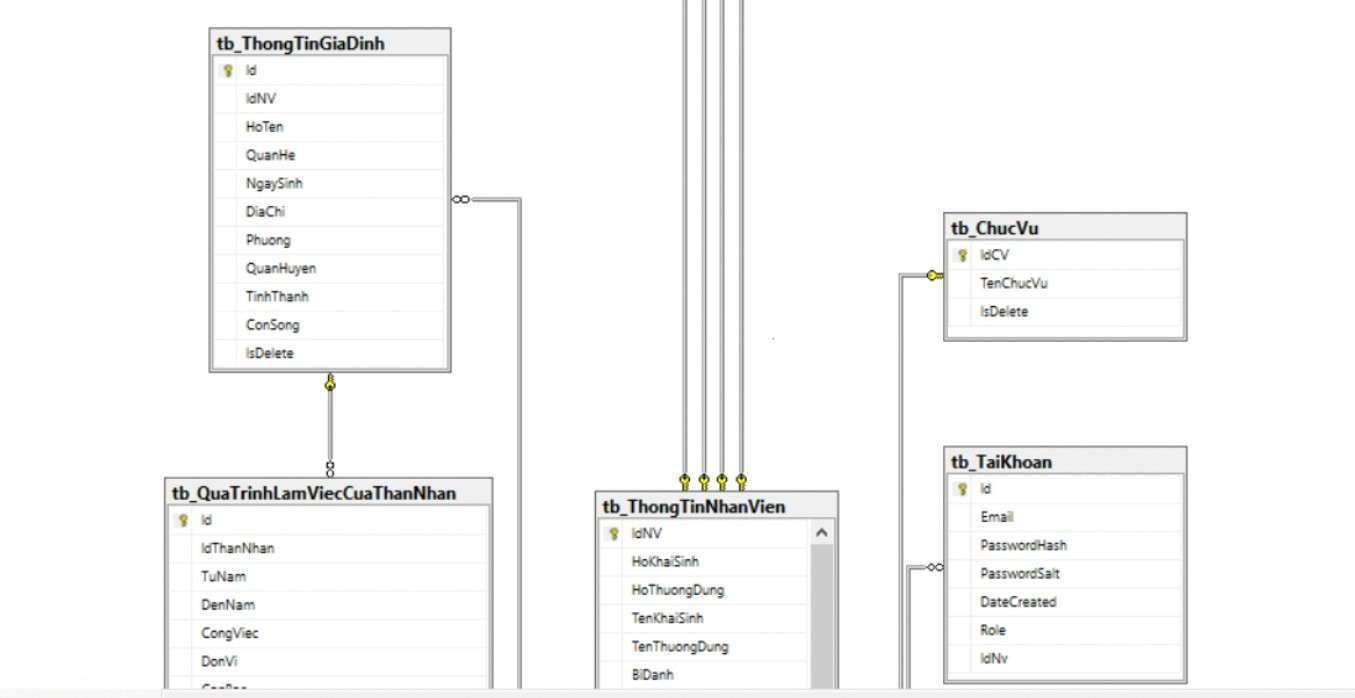 tb_ThongTinGiaDinh
Id
IdNV
HoTen
QuanHe
NgaySinh
DiaChi
Phuong
QuanHuyen
TinhThanh
ConSong
IsDelete
tb_ChucVu
IdCV
TenChucVu
IsDelete
tb_QuaTrinhLamViecCuaThanNhan
Id
IdThanNhan
TuNam
DenNam
CongViec
DonVi
tb_ThongTinNhanVien
IdNV
HoKhaiSinh
HoThuongDung
TenKhaiSinh
TenThuongDung
BiDanh
tb_TaiKhoan
Id
Email
PasswordHash
PasswordSalt
DateCreated
Role
IdNv